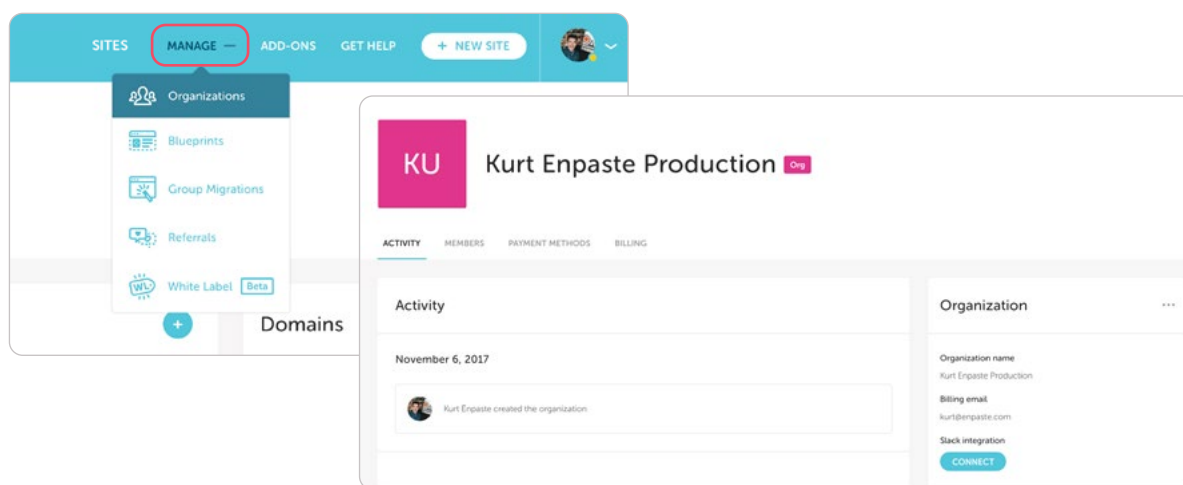 SITES MANAGE — ADD-ONS GET HELP + NEW SITE
Organizations
Blueprints
Group Migrations
Referrals
WL White Label Beta
+
Domains
KU Kurt Enpaste Production Org
ACTIVITY MEMBERS PAYMENT METHODS BILLING
Activity
November 6, 2017
Kurt Enpaste created the organization
Organization ...
Organization name
Kurt Enpaste Production
Billing email
kurt@enpaste.com
Slack integration
CONNECT